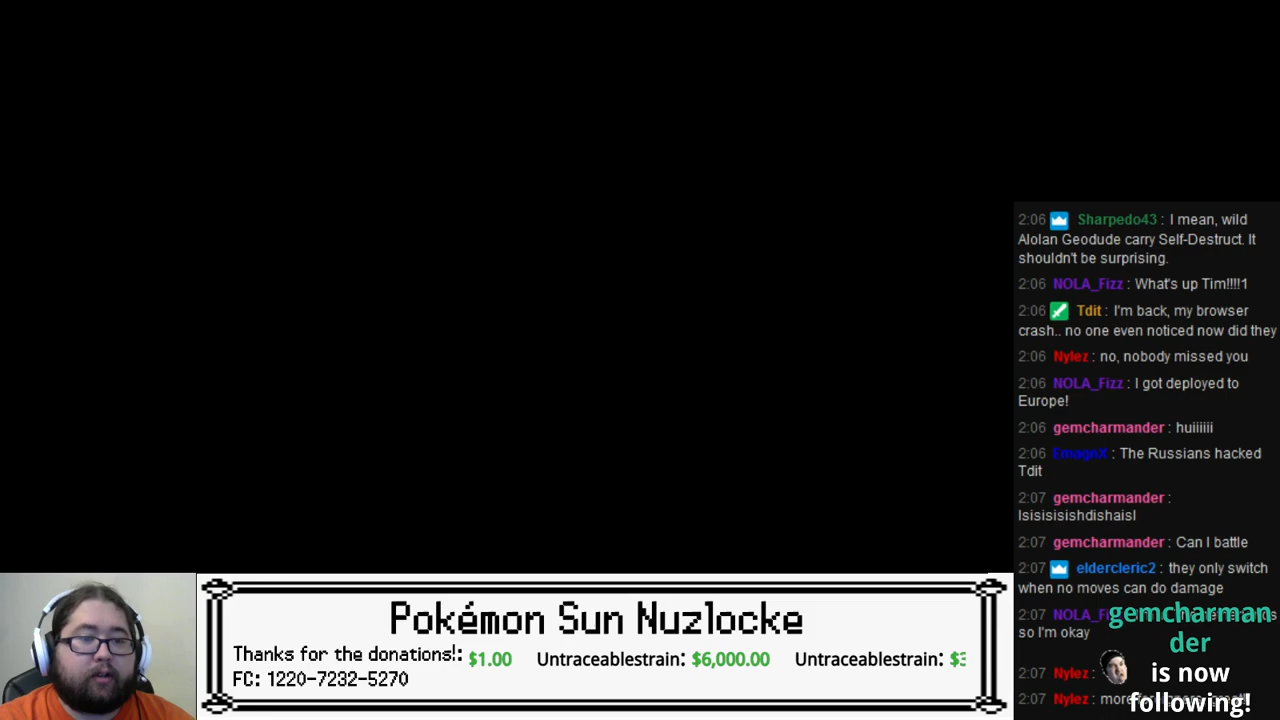 2:06 Sharpedo43 : I mean, wild
Alolan Geodude carry Self-Destruct. It
shouldn't be surprising.
2:06 NOLA_Fizz : What's up Tim!!!!1
2:06 Tdit : I'm back, my browser
crash.. no one even noticed now did they
2:06 Nylez : no, nobody missed you
2:06 NOLA_Fizz : I got deployed to
Europe!
2:06 gemcharmander : huiiiiii
2:06 EmagoX : The Russians hacked
Tdit
2:07 gemcharmander :
Isisisisishdishaisl
2:07 gemcharmander : Can I battle
2:07 eldercleric2 : they only switch
when no moves can do damage
2:07
so I'm okay
2:07 Nylez :
2:07 Nylez :
gemcharman
der
is now
following!
Pokémon Sun Nuzlocke
Thanks for the donations!: $1.00 Untraceablestrain: $6,000.00 Untraceablestrain:
FC: 1220-7232-5270